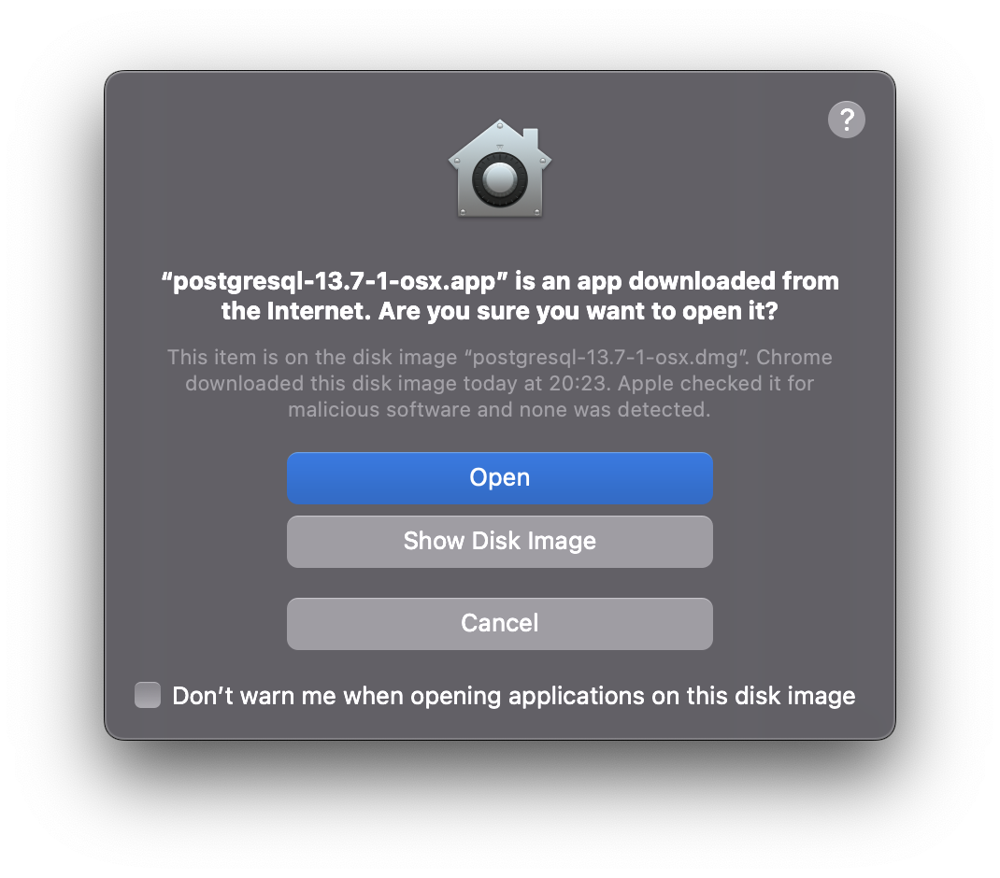 ?
“postgresql-13.7-1-osx.app” is an app downloaded from
the Internet. Are you sure you want to open it?
This item is on the disk image “postgresql-13.7-1-osx.dmg”. Chrome
downloaded this disk image today at 20:23. Apple checked it for
malicious software and none was detected.
Open
Show Disk Image
Cancel
Don’t warn me when opening applications on this disk image